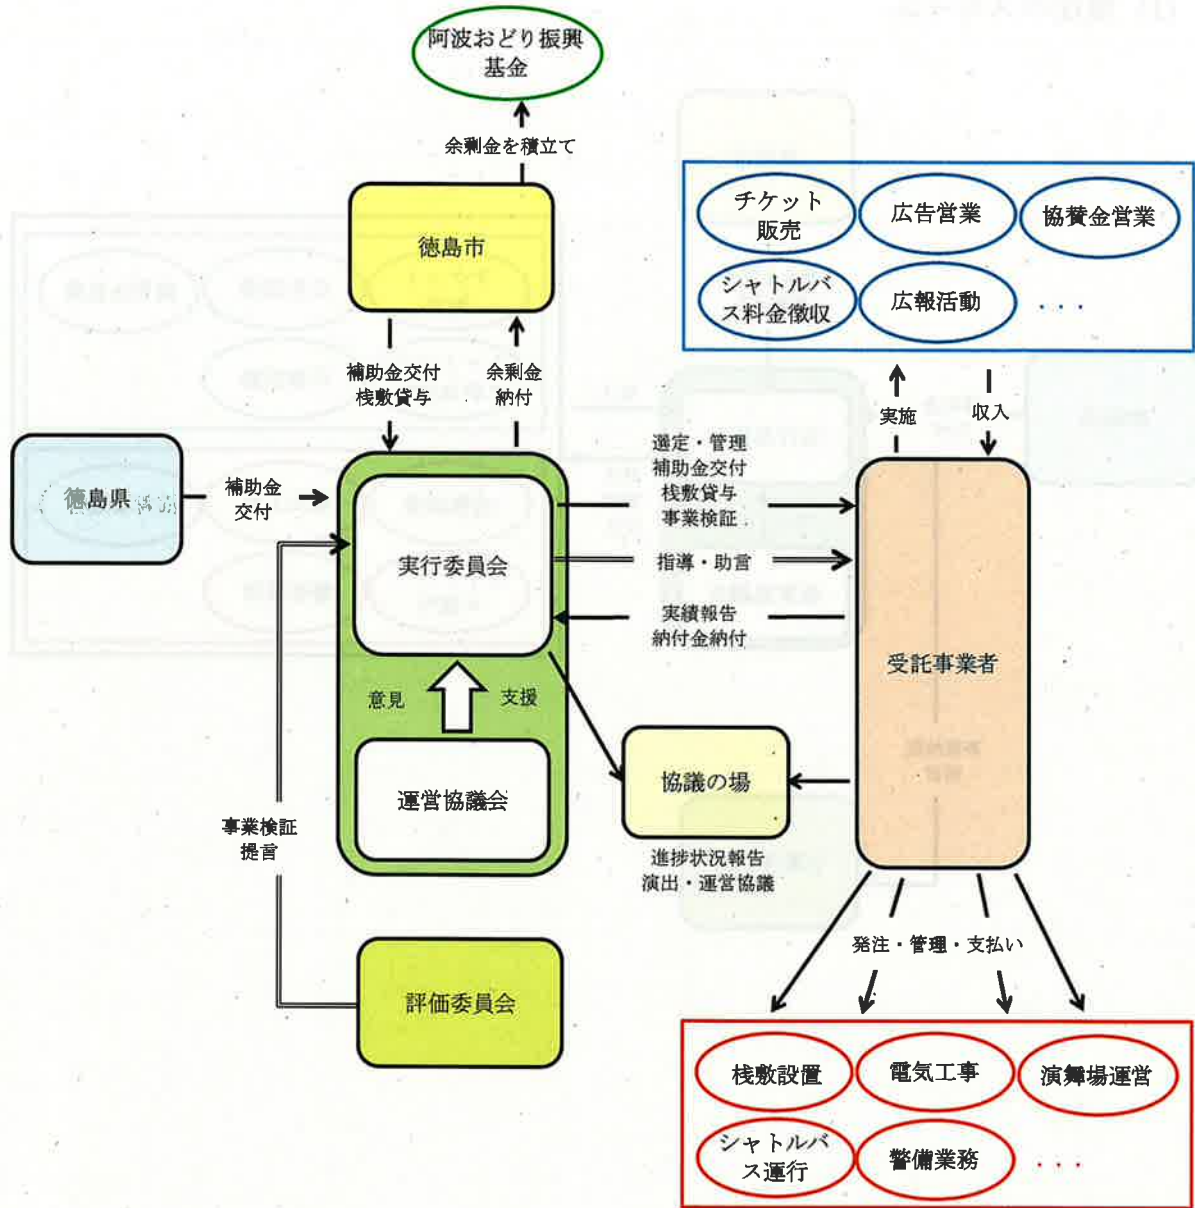 阿波おどり振興
基金
余剰金を積立て
徳島市
チケット
販売
広告営業
協賛金営業
シャトルバ
ス料金徴収
広報活動
・・・
補助金交付
桟敷貸与
余剰金
納付
実施
収入
徳島県
補助金
交付
選定・管理
補助金交付
桟敷貸与
事業検証
実行委員会
指導・助言
実績報告
納付金納付
受託事業者
意見
支援
運営協議会
協議の場
進捗状況報告
演出・運営協議
事業検証
提言
評価委員会
発注・管理・支払い
桟敷設置
電気工事
演舞場運営
シャトルバ
ス運行
警備業務
・・・